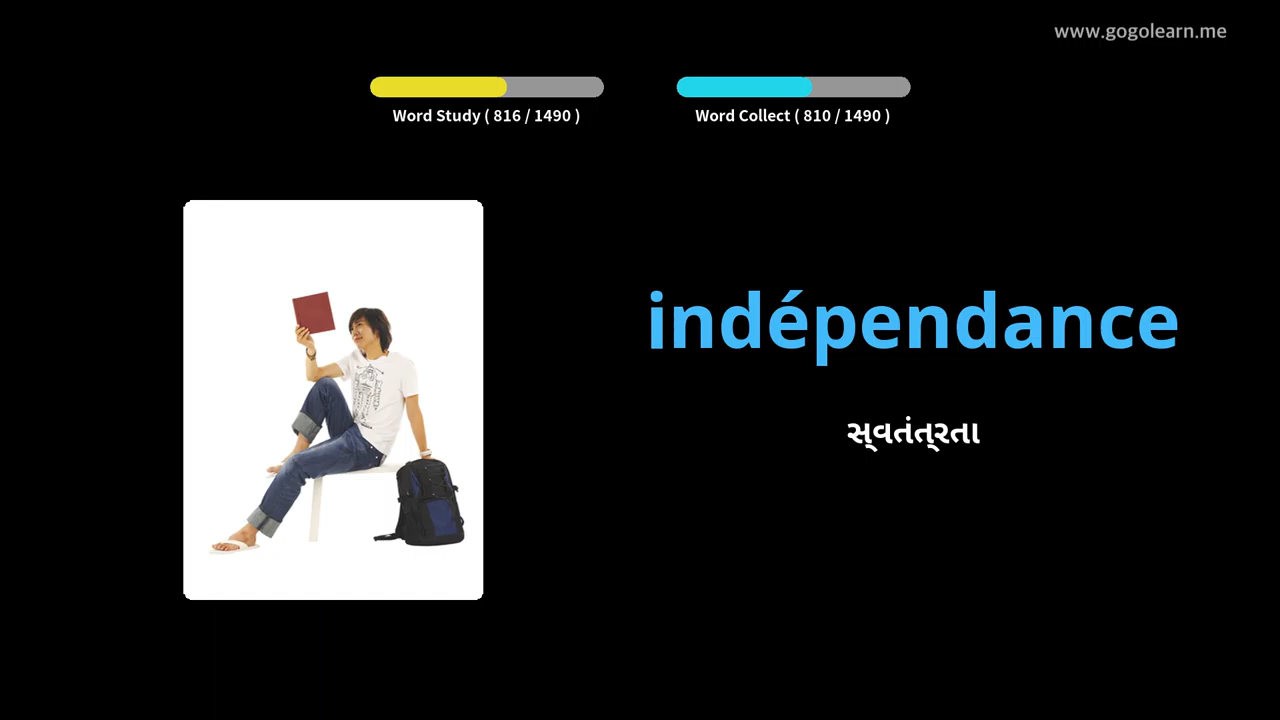 www.gogolearn.me
Word Study ( 816 / 1490 )
Word Collect ( 810 / 1490 )
indépendance
સ્વતંત્રતા